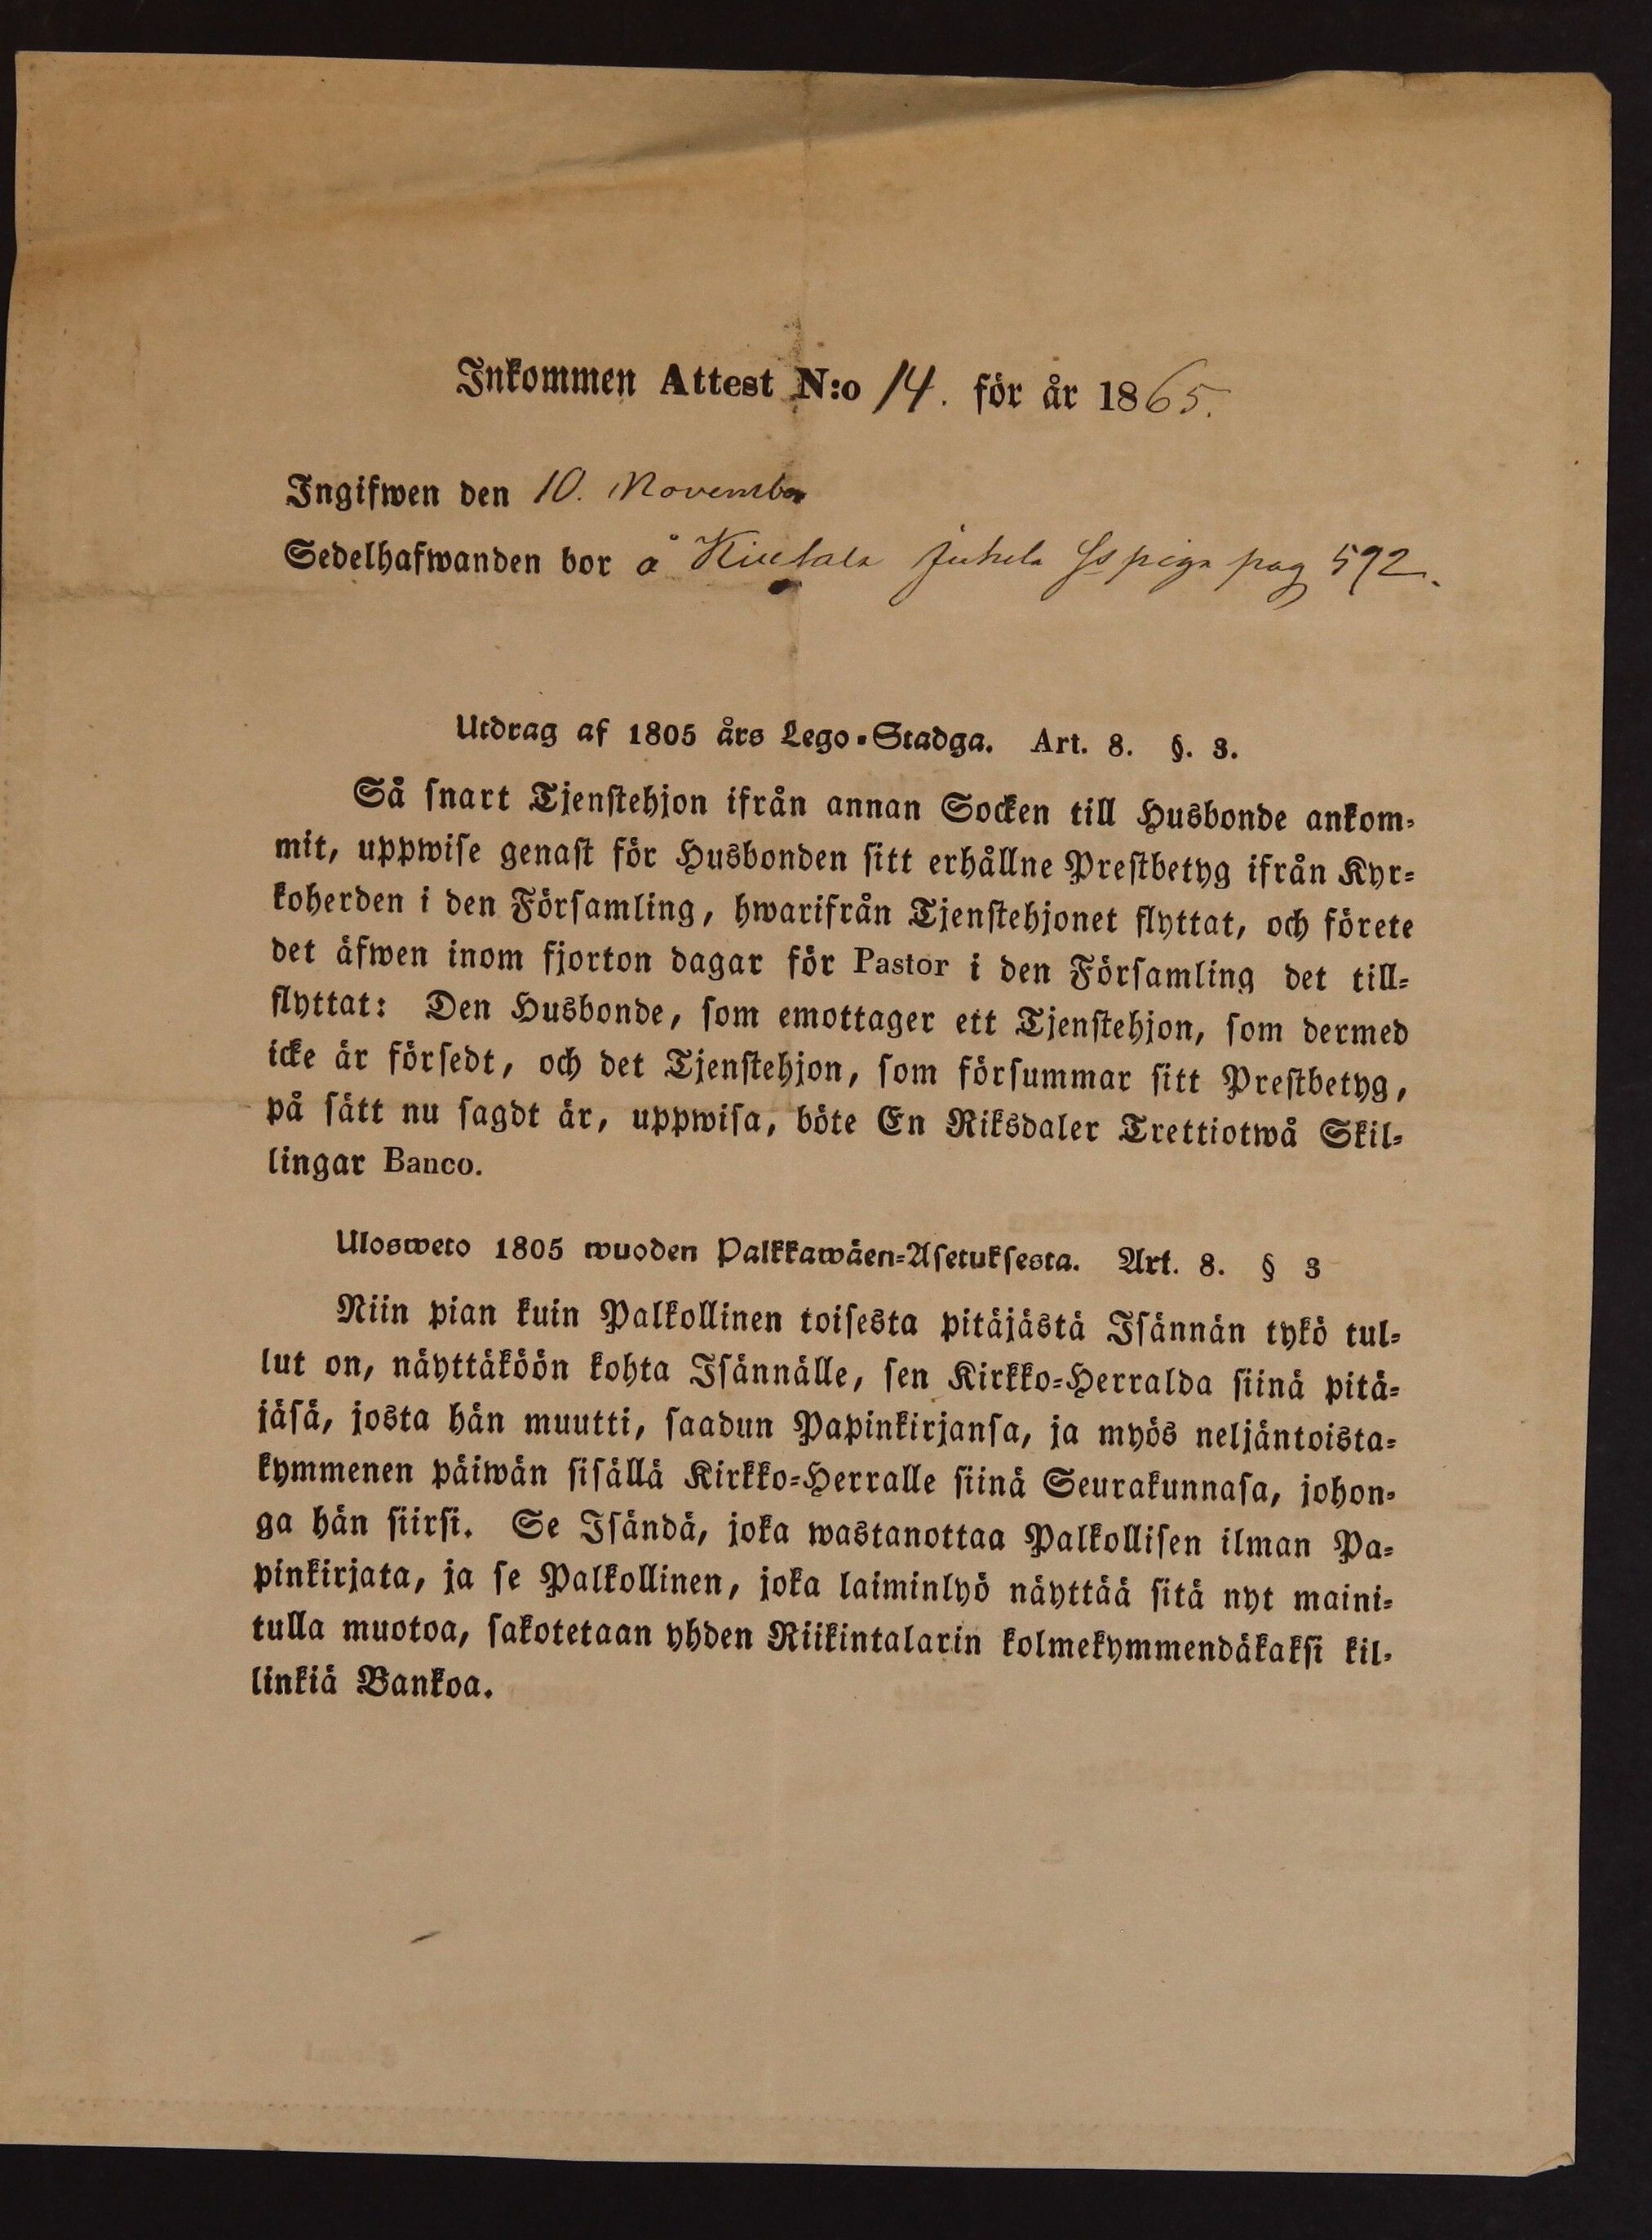 Inkommen Attest N:o 14. för år 1865.
Ingifwen den 10. November
Sedelhafwanden bor å Juhela piga pag 592.
Utdrag af 1805 års Lego-Stadga. Art. 8. §. 3.
Så snart Tjenstehjon ifrån annan Socken till Husbonde ankom-
mit, uppwise genast för Husbonden sitt erhållne Prestbetyg ifrån Kyr-
koherden i den Församling, hwarifrån Tjenstehjonet flyttat, och förete
det äfwen inom fjorton dagar för Pastor i den Församling det till-
flyttat: Den Husbonde, som emottager ett Tjenstehjon, som dermed
icke är försedt, och det Tjenstehjon, som försummar sitt Prestbetyg,
på sätt nu sagdt är, uppwisa, böte En Riksdaler Trettiotwå Skil-
lingar Banco.
Ulosweto 1805 wuoden Palkkawäen-Asetuksesta. Art. 8. § 3
Niin pian kuin Palkollinen toisesta pitäjästä Isännän tykö tul-
lut on, näyttäköön kohta Isännälle, sen Kirkko-Herralda siinä pitä-
jäsä, josta hän muutti, saadun Papinkirjansa, ja myös neljäntoista-
kymmenen päiwän sisällä Kirkko-Herralle siinä Seurakunnasa, johon-
ga hän siirsi. Se Isändä, joka wastanottaa Palkollisen ilman Pa-
pinkirjata, ja se Palkollinen, joka laiminlyö näyttää sitä nyt maini-
tulla muotoa, sakotetaan yhden Riikintalarin kolmekymmendäkaksi kil-
linkiä Bankoa.